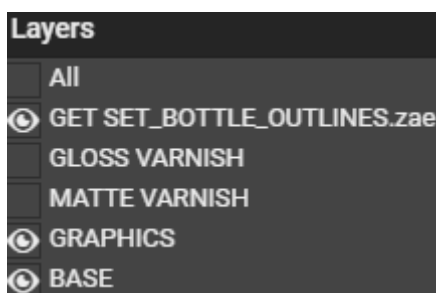 Layers
All
GET SET_BOTTLE_OUTLINES.zae
GLOSS VARNISH
MATTE VARNISH
GRAPHICS
BASE